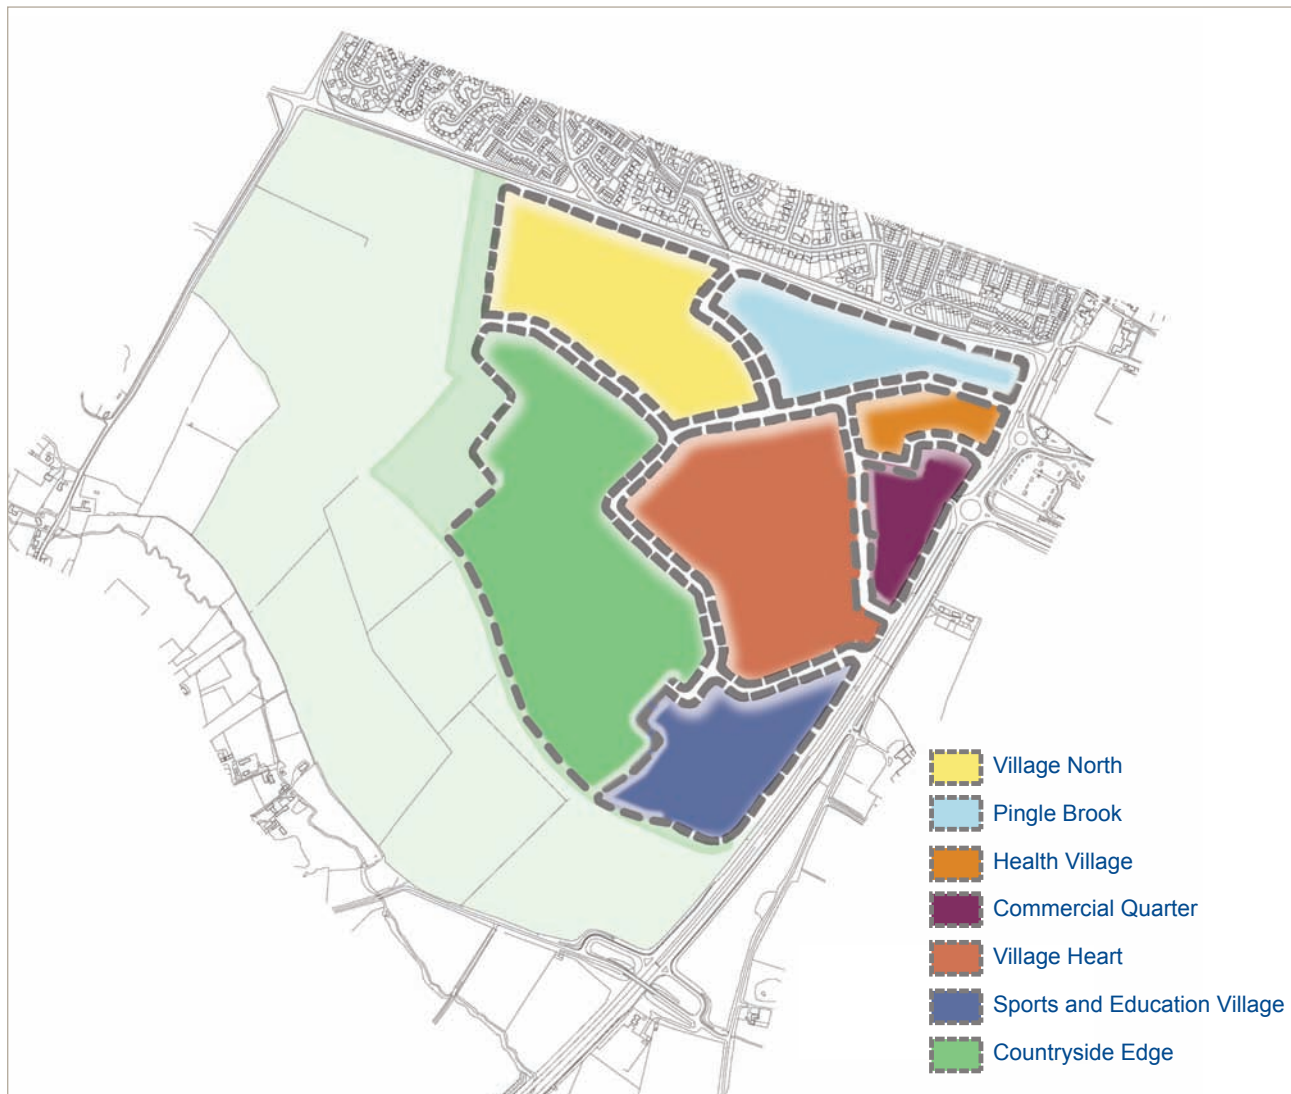 Village North
Pingle Brook
Health Village
Commercial Quarter
Village Heart
Sports and Education Village
Countryside Edge